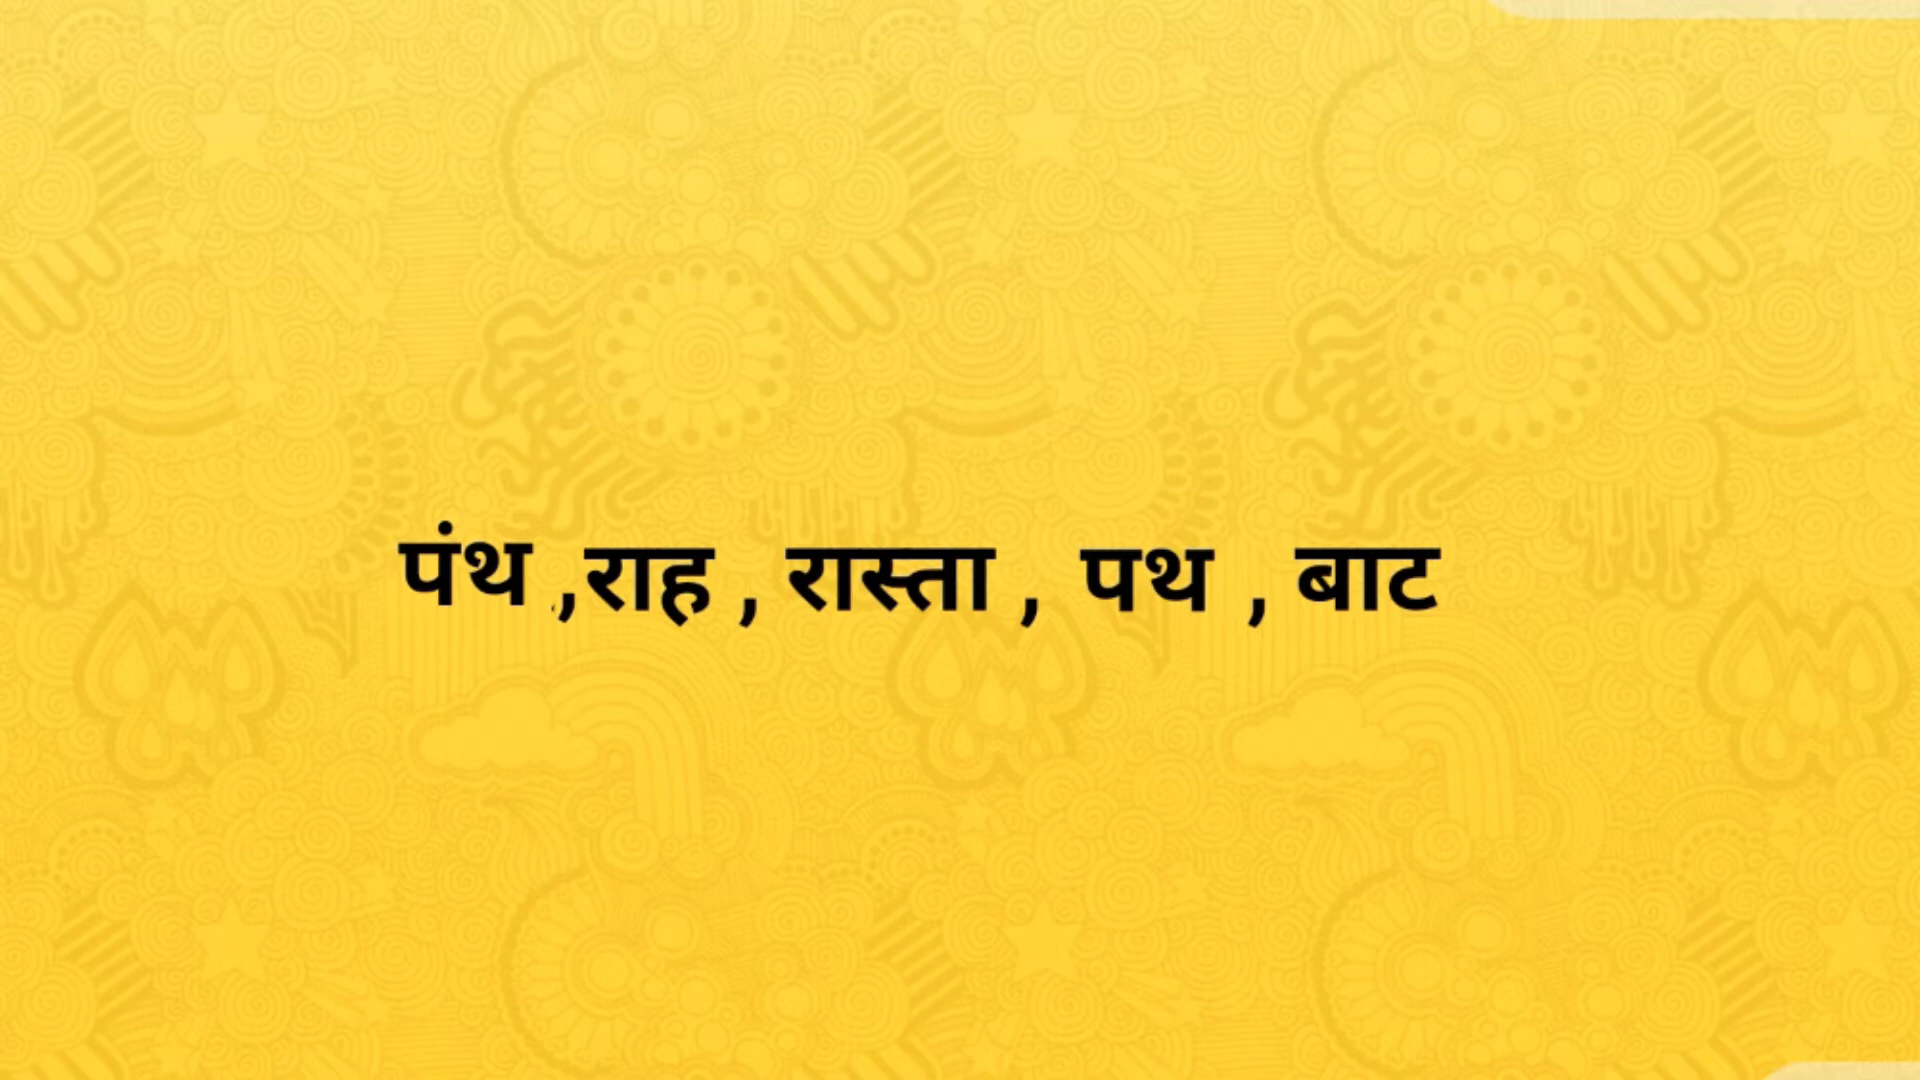 पंथ ,राह , रास्ता , पथ , बाट